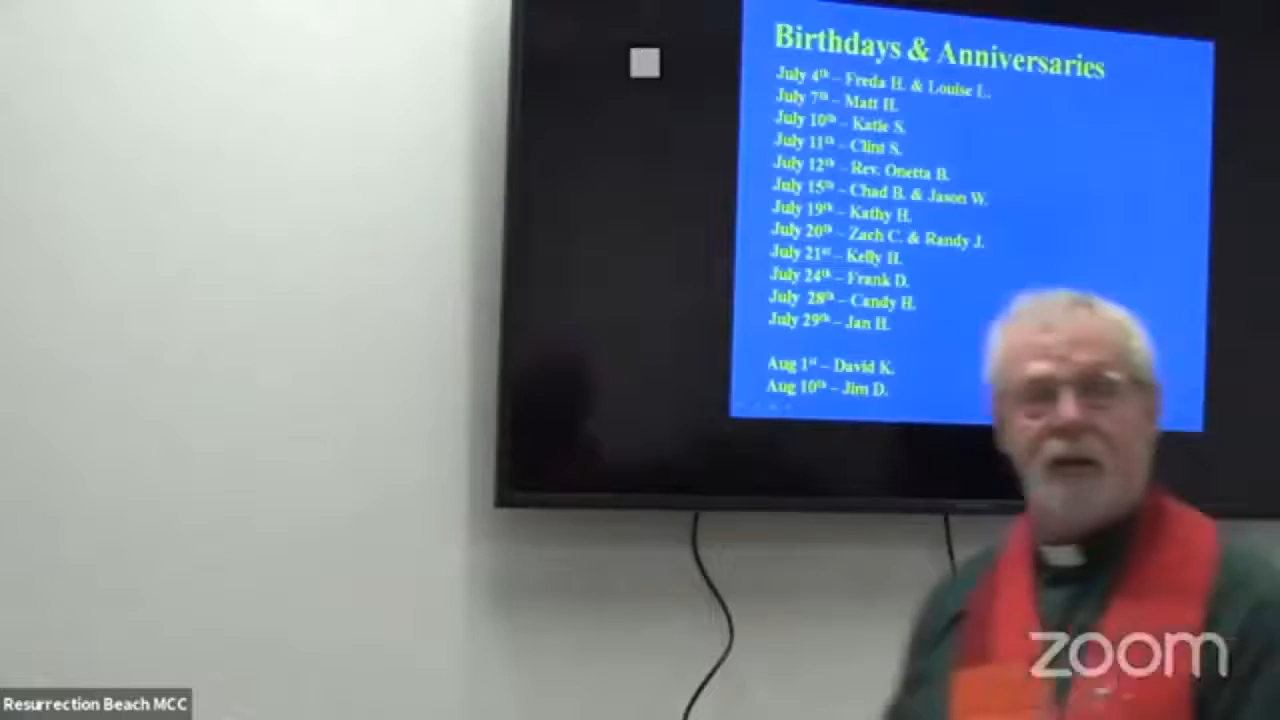 Birthdays & Anniversaries
July 4th – Freda H. & Louise L.
July 7th – Matt H.
July 10th – Katie S.
July 11th – Clint S.
July 12th – Rev. Onetta B.
July 15th – Chad B. & Jason W.
July 19th – Kathy H.
July 20th – Zach C. & Randy J.
July 21st – Kelly H.
July 24th – Frank D.
July 28th – Candy H.
July 29th – Jan H.
Aug 1st – David K.
Aug 10th – Jim D.
zoom
Resurrection Beach MCC